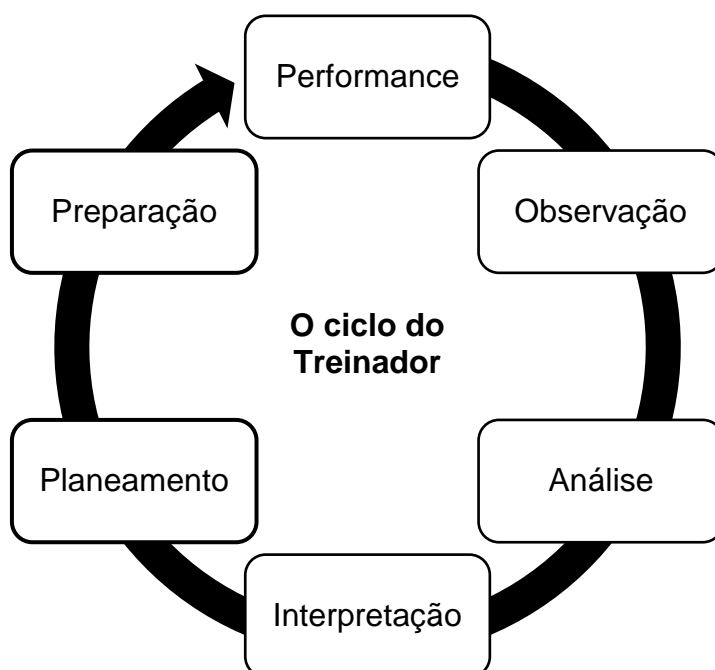 Performance
Observação
Análise
Interpretação
Planeamento
Preparação
O ciclo do
Treinador